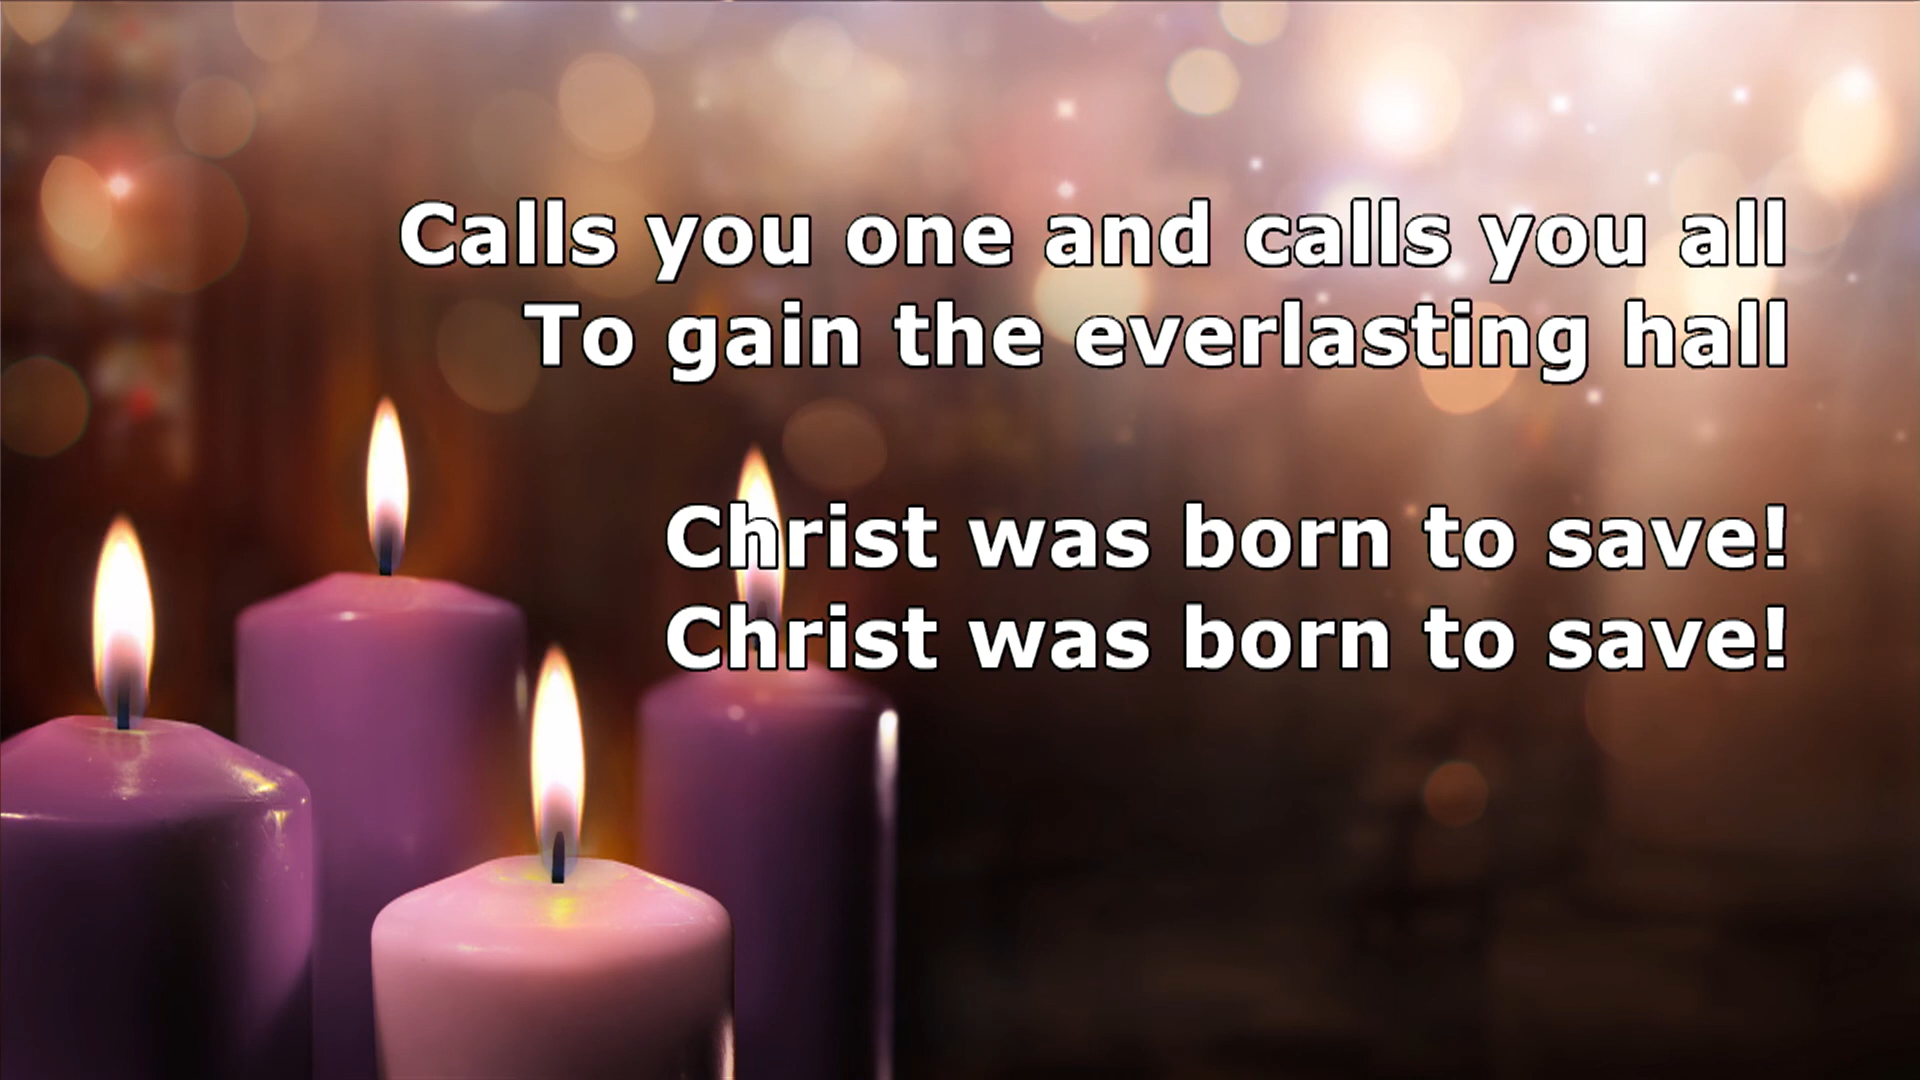 Calls you one and calls you all
To gain the everlasting hall
Christ was born to save!
Christ was born to save!